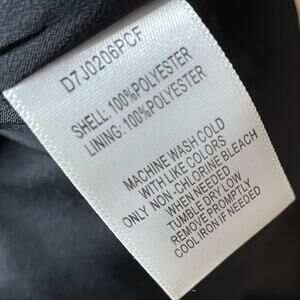 D7J0206PCF
SHELL: 100%POLYESTER
LINING: 100%POLYESTER
MACHINE WASH COLD
WITH LIKE COLORS
ONLY NON-CHLORINE BLEACH
WHEN NEEDED
TUMBLE DRY LOW
REMOVE PROMPTLY
COOL IRON IF NEEDED